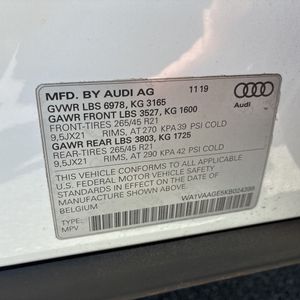 MFD. BY AUDI AG 11 19
GVWR LBS 6978, KG 3165
GAWR FRONT LBS 3527, KG 1600
FRONT-TIRES 265/45 R21
9,5JX21 RIMS, AT 270 KPA 39 PSI COLD
GAWR REAR LBS 3803, KG 1725
REAR-TIRES 265/45 R21
9,5JX21 RIMS, AT 290 KPA 42 PSI COLD
THIS VEHICLE CONFORMS TO ALL APPLICABLE
U.S. FEDERAL MOTOR VEHICLE SAFETY
STANDARDS IN EFFECT ON THE DATE OF
MANUFACTURE SHOWN ABOVE.
BELGIUM
TYPE:
MPV
Audi